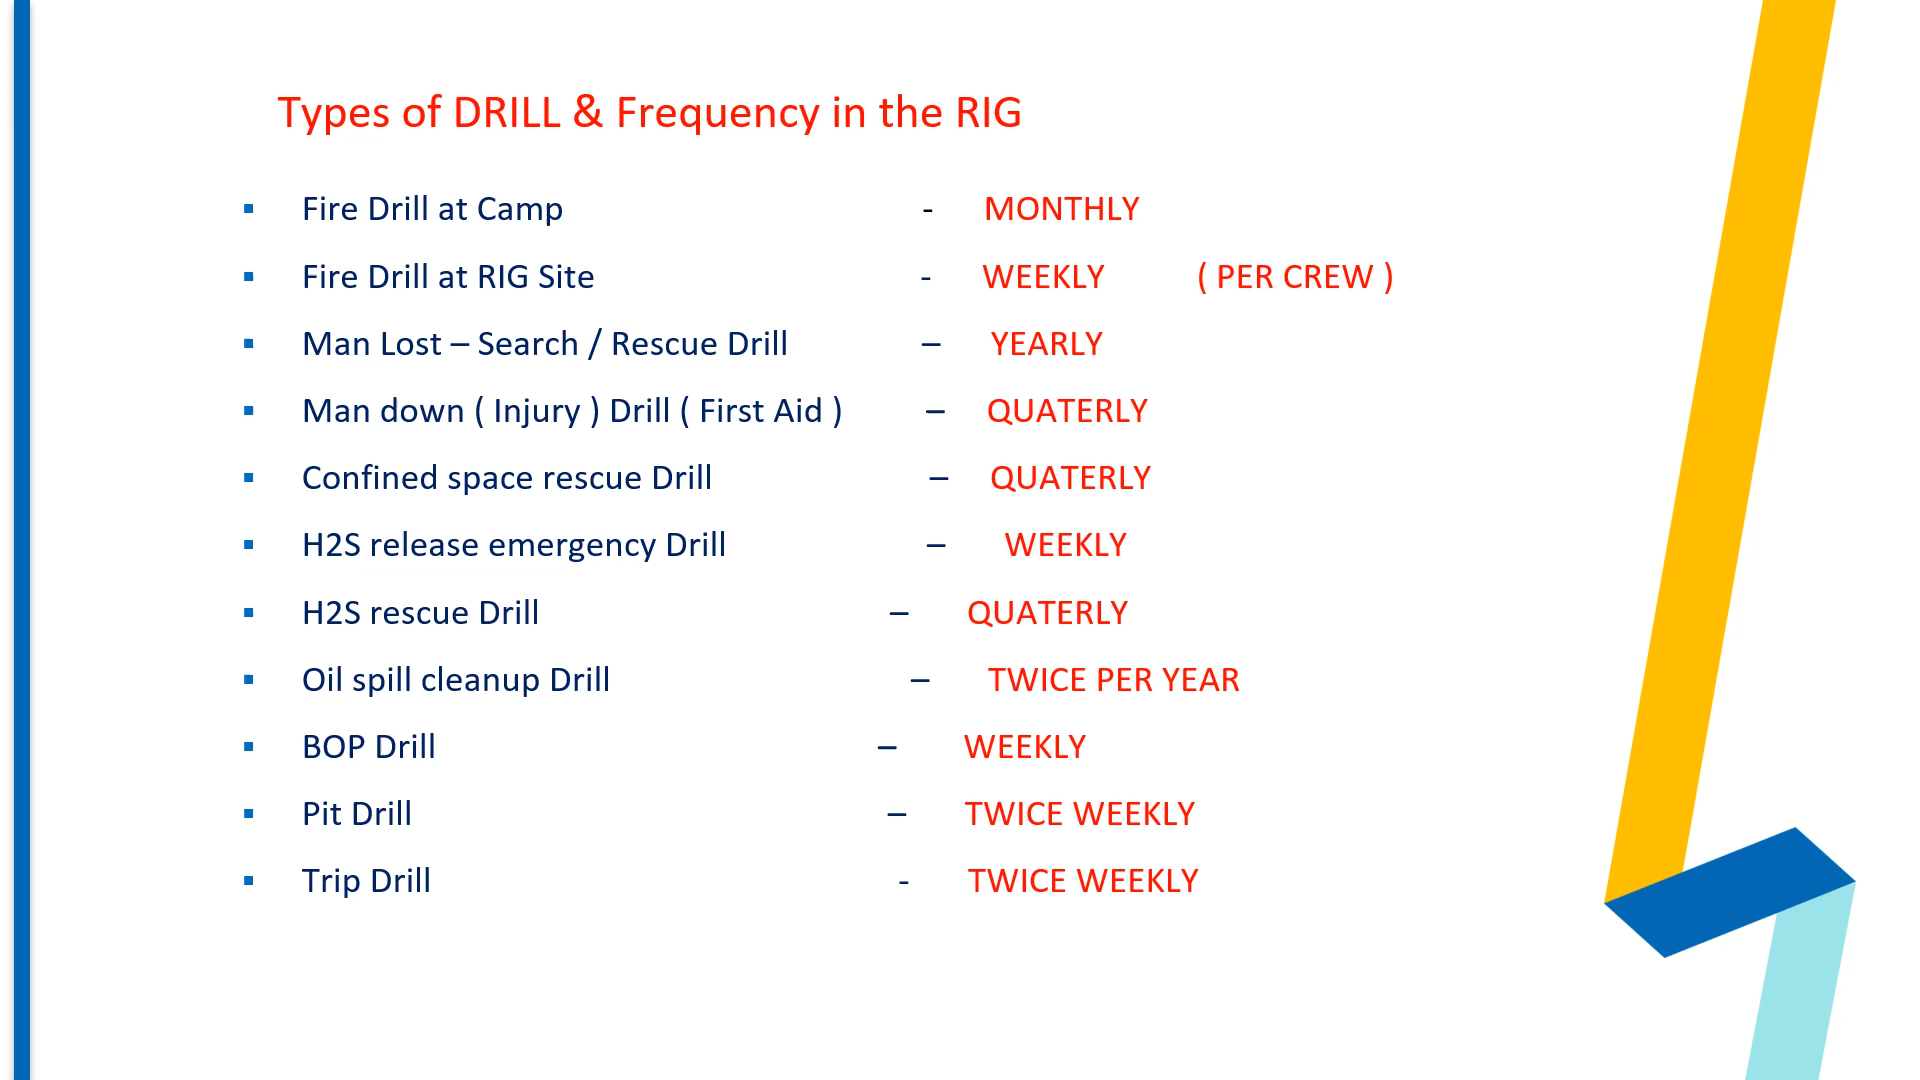 Types of DRILL & Frequency in the RIG
▪ Fire Drill at Camp - MONTHLY
▪ Fire Drill at RIG Site - WEEKLY ( PER CREW )
▪ Man Lost – Search / Rescue Drill – YEARLY
▪ Man down ( Injury ) Drill ( First Aid ) – QUATERLY
▪ Confined space rescue Drill – QUATERLY
▪ H2S release emergency Drill – WEEKLY
▪ H2S rescue Drill – QUATERLY
▪ Oil spill cleanup Drill – TWICE PER YEAR
▪ BOP Drill – WEEKLY
▪ Pit Drill – TWICE WEEKLY
▪ Trip Drill - TWICE WEEKLY